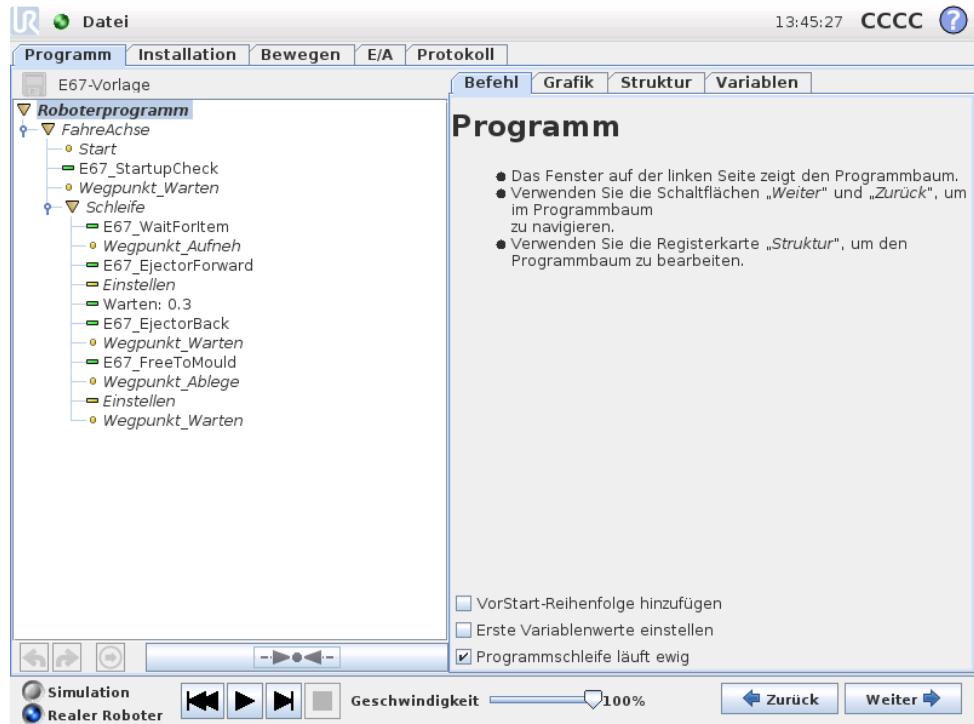 UR Datei 13:45:27 CCCC ?
Programm Installation Bewegen E/A Protokoll
E67-Vorlage
Befehl Grafik Struktur Variablen
Roboterprogramm
FahreAchse
Start
E67_StartupCheck
Wegpunkt_Warten
Schleife
E67_WaitForItem
Wegpunkt_Aufneh
E67_EjectorForward
Einstellen
Warten: 0.3
E67_EjectorBack
Wegpunkt_Warten
E67_FreeToMould
Wegpunkt_Ablege
Einstellen
Wegpunkt_Warten
Programm
Das Fenster auf der linken Seite zeigt den Programmbaum.
Verwenden Sie die Schaltflächen „Weiter" und „Zurück", um
im Programmbaum
zu navigieren.
Verwenden Sie die Registerkarte „Struktur", um den
Programmbaum zu bearbeiten.
VorStart-Reihenfolge hinzufügen
Erste Variablenwerte einstellen
Programmschleife läuft ewig
Simulation
Realer Roboter
Geschwindigkeit 100%
Zurück Weiter